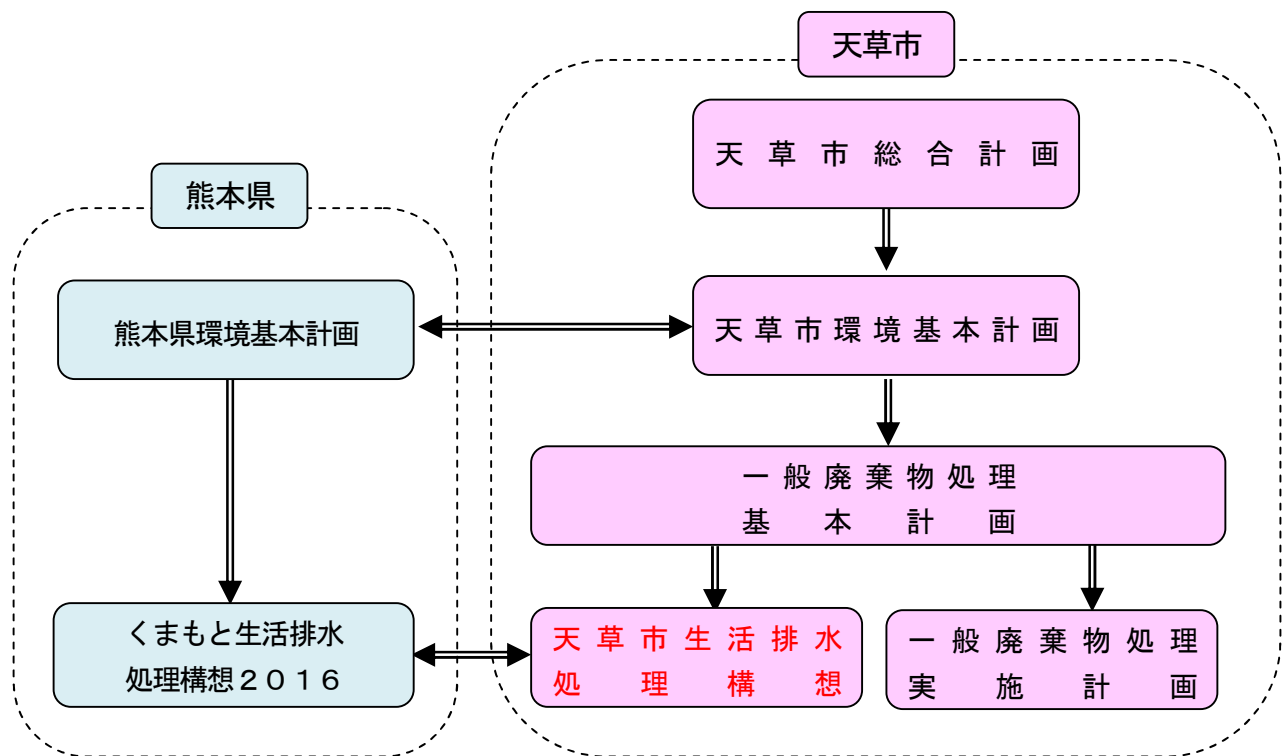 天草市
天草市総合計画
熊本県
熊本県環境基本計画
天草市環境基本計画
一般廃棄物処理
基本計画
くまもと生活排水
処理構想２０１６
天草市生活排水
処理構想
一般廃棄物処理
実施計画